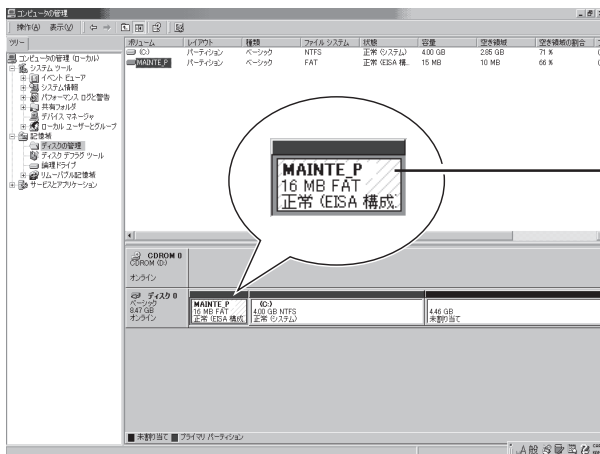 コンピュータの管理
操作(A) 表示(V)
ツリー
コンピュータの管理 (ローカル)
システム ツール
イベント ビューア
システム情報
パフォーマンス ログと警告
共有フォルダ
デバイス マネージャ
ローカル ユーザーとグループ
記憶域
ディスクの管理
ディスク デフラグ ツール
論理ドライブ
リムーバブル記憶域
サービスとアプリケーション
ボリューム レイアウト 種類 ファイル システム 状態 容量 空き領域 空き領域の割合
(C:) パーティション ベーシック NTFS 正常 (システム) 4.00 GB 2.85 GB 71 %
MAINTE_P パーティション ベーシック FAT 正常 (EISA 構.. 15 MB 10 MB 66 %
MAINTE_P
16 MB FAT
正常 (EISA 構成
CDROM 0
CDROM (D:)
オンライン
ディスク 0
ベーシック
8.47 GB
オンライン
MAINTE_P
16 MB FAT
正常 (EISA 構成
(C:)
4.00 GB NTFS
正常 (システム)
4.46 GB
未割り当て
未割り当て プライマリ パーティション
A 般